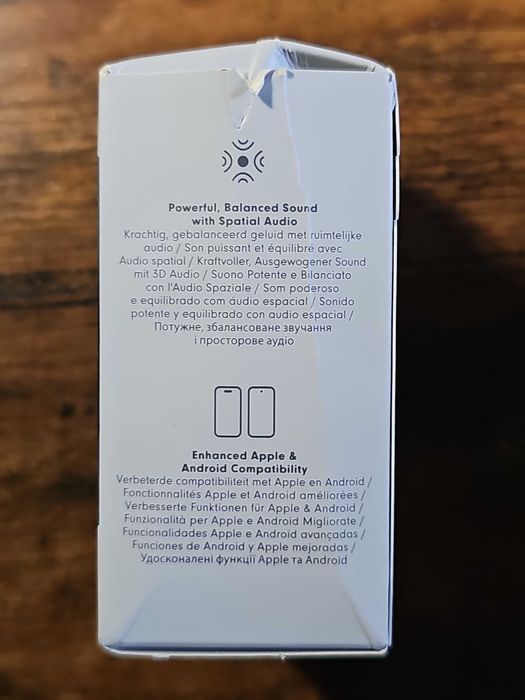 Powerful, Balanced Sound
with Spatial Audio
Krachtig, gebalanceerd geluid met ruimtelijke
audio / Son puissant et équilibré avec
Audio spatial / Kraftvoller, Ausgewogener Sound
mit 3D Audio / Suono Potente e Bilanciato
con l'Audio Spaziale / Som poderoso
e equilibrado com áudio espacial / Sonido
potente y equilibrado con audio espacial /
Потужне, збалансоване звучання
і просторове аудіо
Enhanced Apple &
Android Compatibility
Verbeterde compatibiliteit met Apple en Android /
Fonctionnalités Apple et Android améliorées /
Verbesserte Funktionen für Apple & Android /
Funzionalità per Apple e Android Migliorate /
Funcionalidades Apple e Android avançadas /
Funciones de Android y Apple mejoradas /
Удосконалені функції Apple та Android